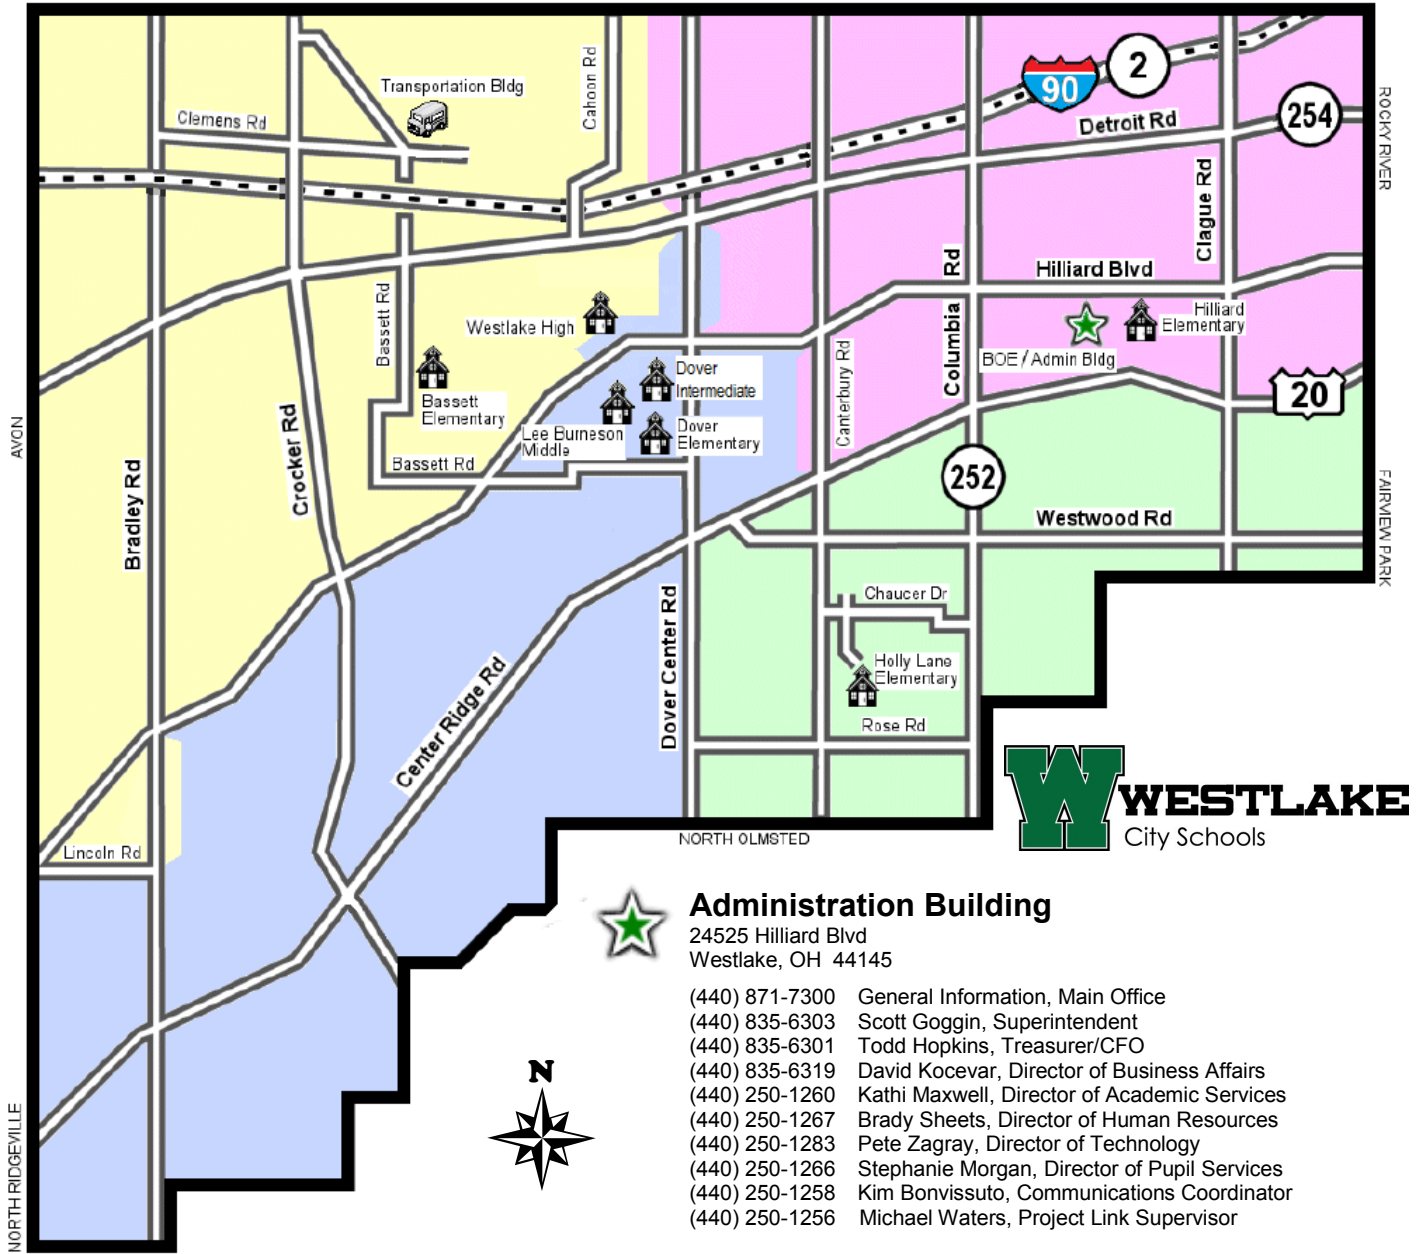 Cahoon Rd
Transportation Bldg
Clemens Rd
90
2
254
Detroit Rd
ROCKY RIVER
Clague Rd
Columbia Rd
Hilliard Blvd
Bassett Rd
Westlake High
Hilliard
Elementary
BOE / Admin Bldg
Canterbury Rd
Dover
Intermediate
20
Bassett
Elementary
Crocker Rd
AVON
Lee Burneson
Middle
Dover
Elementary
Bassett Rd
Bradley Rd
252
Westwood Rd
FAIRVIEW PARK
Chaucer Dr
Dover Center Rd
Holly Lane
Elementary
Center Ridge Rd
Rose Rd
W WESTLAKE
City Schools
NORTH OLMSTED
Lincoln Rd
Administration Building
24525 Hilliard Blvd
Westlake, OH 44145
(440) 871-7300 General Information, Main Office
(440) 835-6303 Scott Goggin, Superintendent
(440) 835-6301 Todd Hopkins, Treasurer/CFO
(440) 835-6319 David Kocevar, Director of Business Affairs
(440) 250-1260 Kathi Maxwell, Director of Academic Services
(440) 250-1267 Brady Sheets, Director of Human Resources
(440) 250-1283 Pete Zagray, Director of Technology
(440) 250-1266 Stephanie Morgan, Director of Pupil Services
(440) 250-1258 Kim Bonvissuto, Communications Coordinator
(440) 250-1256 Michael Waters, Project Link Supervisor
N
NORTH RIDGEVILLE